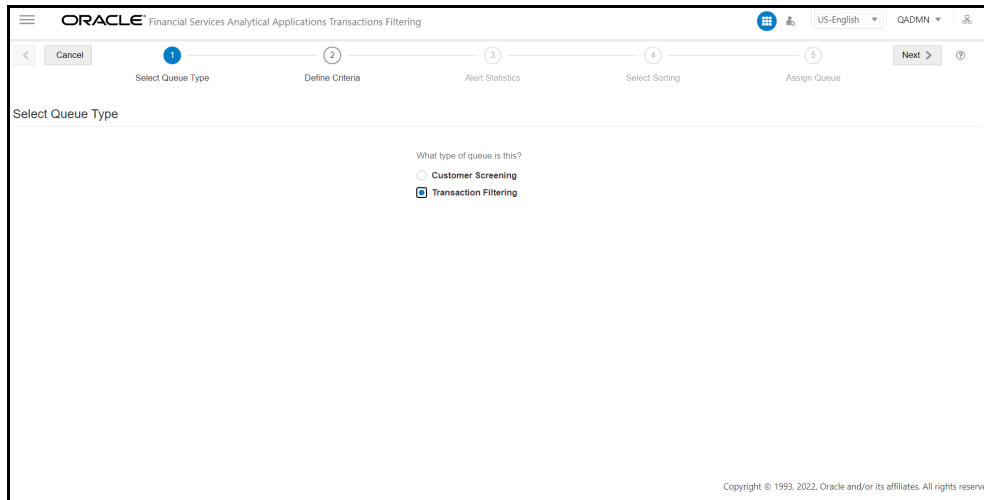 ORACLE® Financial Services Analytical Applications Transactions Filtering
US-English
QADMN
Cancel
1
2
3
4
5
Next
Select Queue Type
Define Criteria
Alert Statistics
Select Sorting
Assign Queue
Select Queue Type
What type of queue is this?
Customer Screening
Transaction Filtering
Copyright © 1993, 2022, Oracle and/or its affiliates. All rights reserve